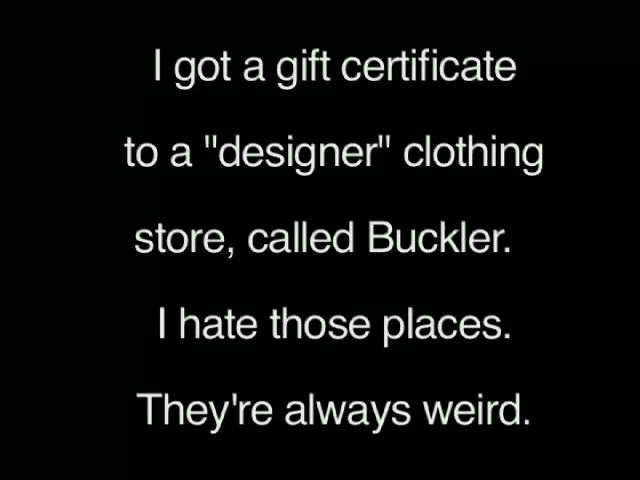 I got a gift certificate
to a "designer" clothing
store, called Buckler.
I hate those places.
They're always weird.